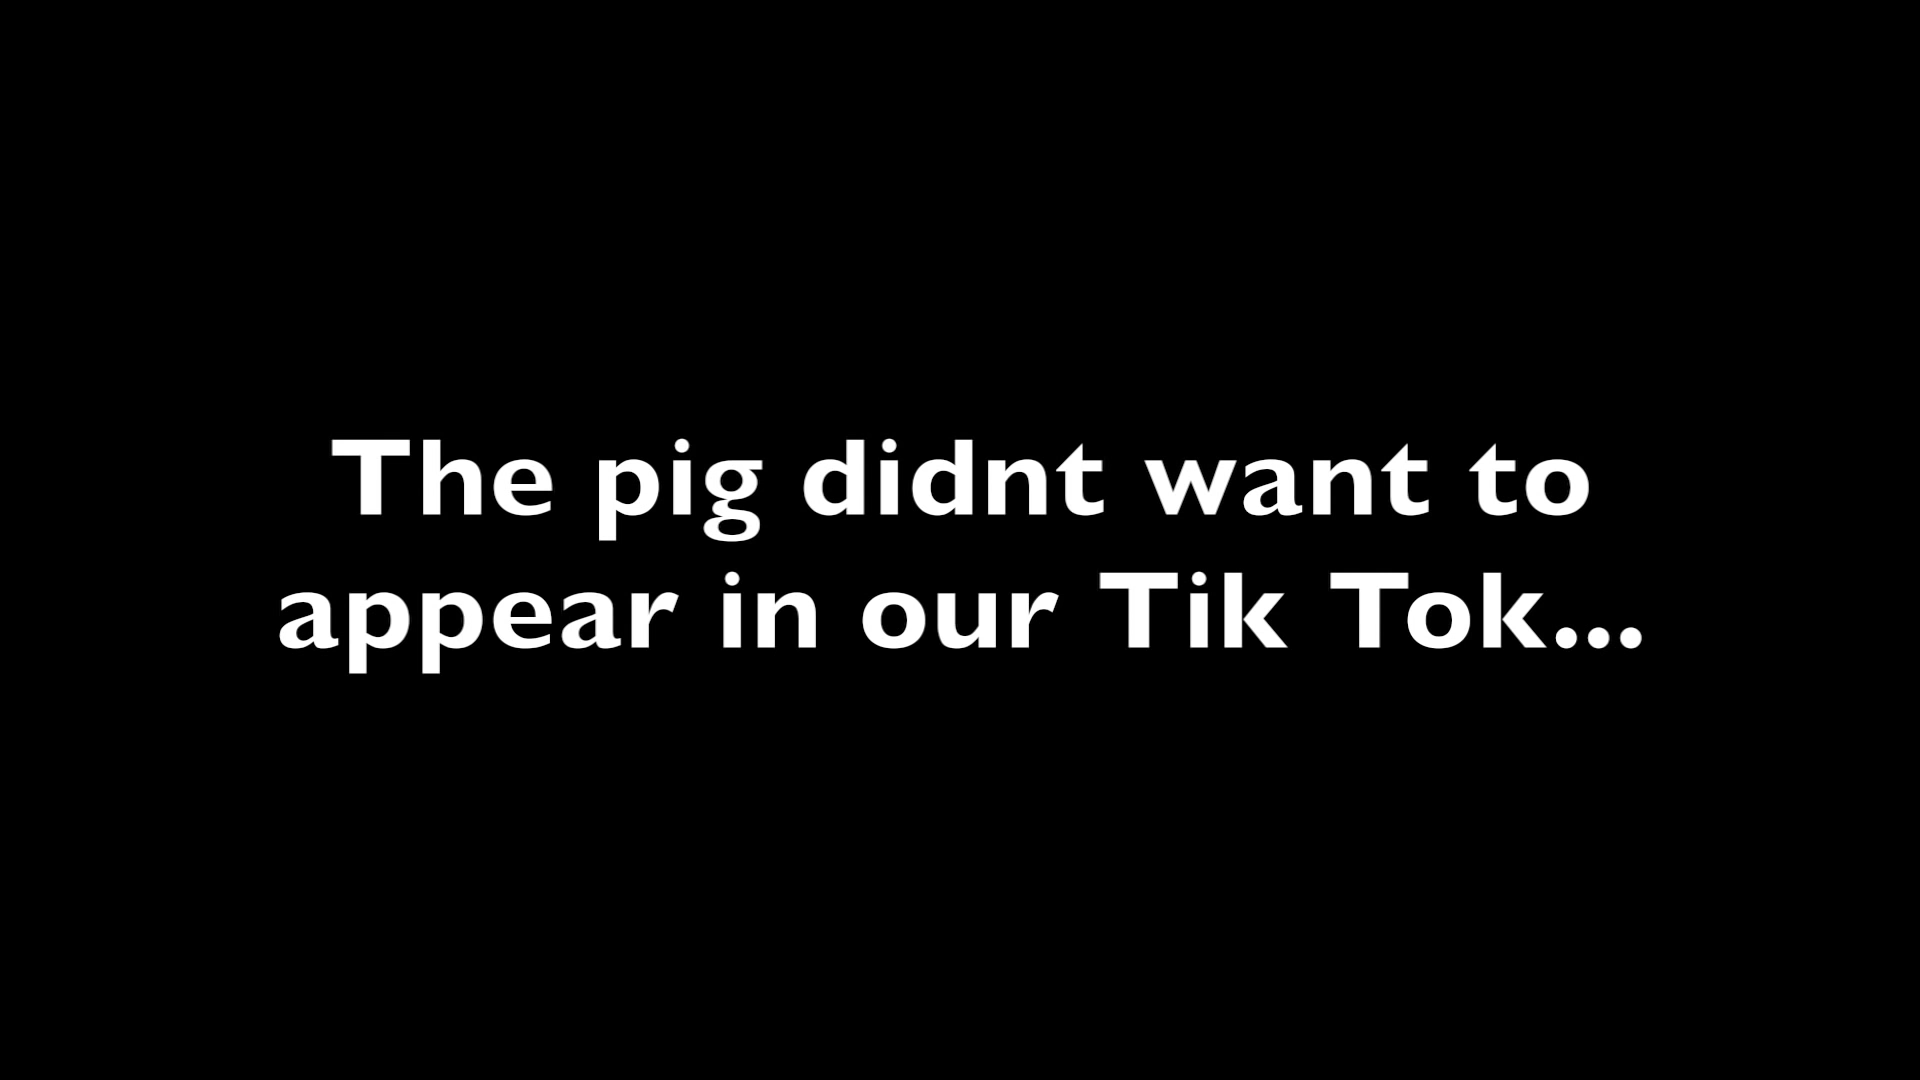 The pig didnt want to
appear in our Tik Tok...